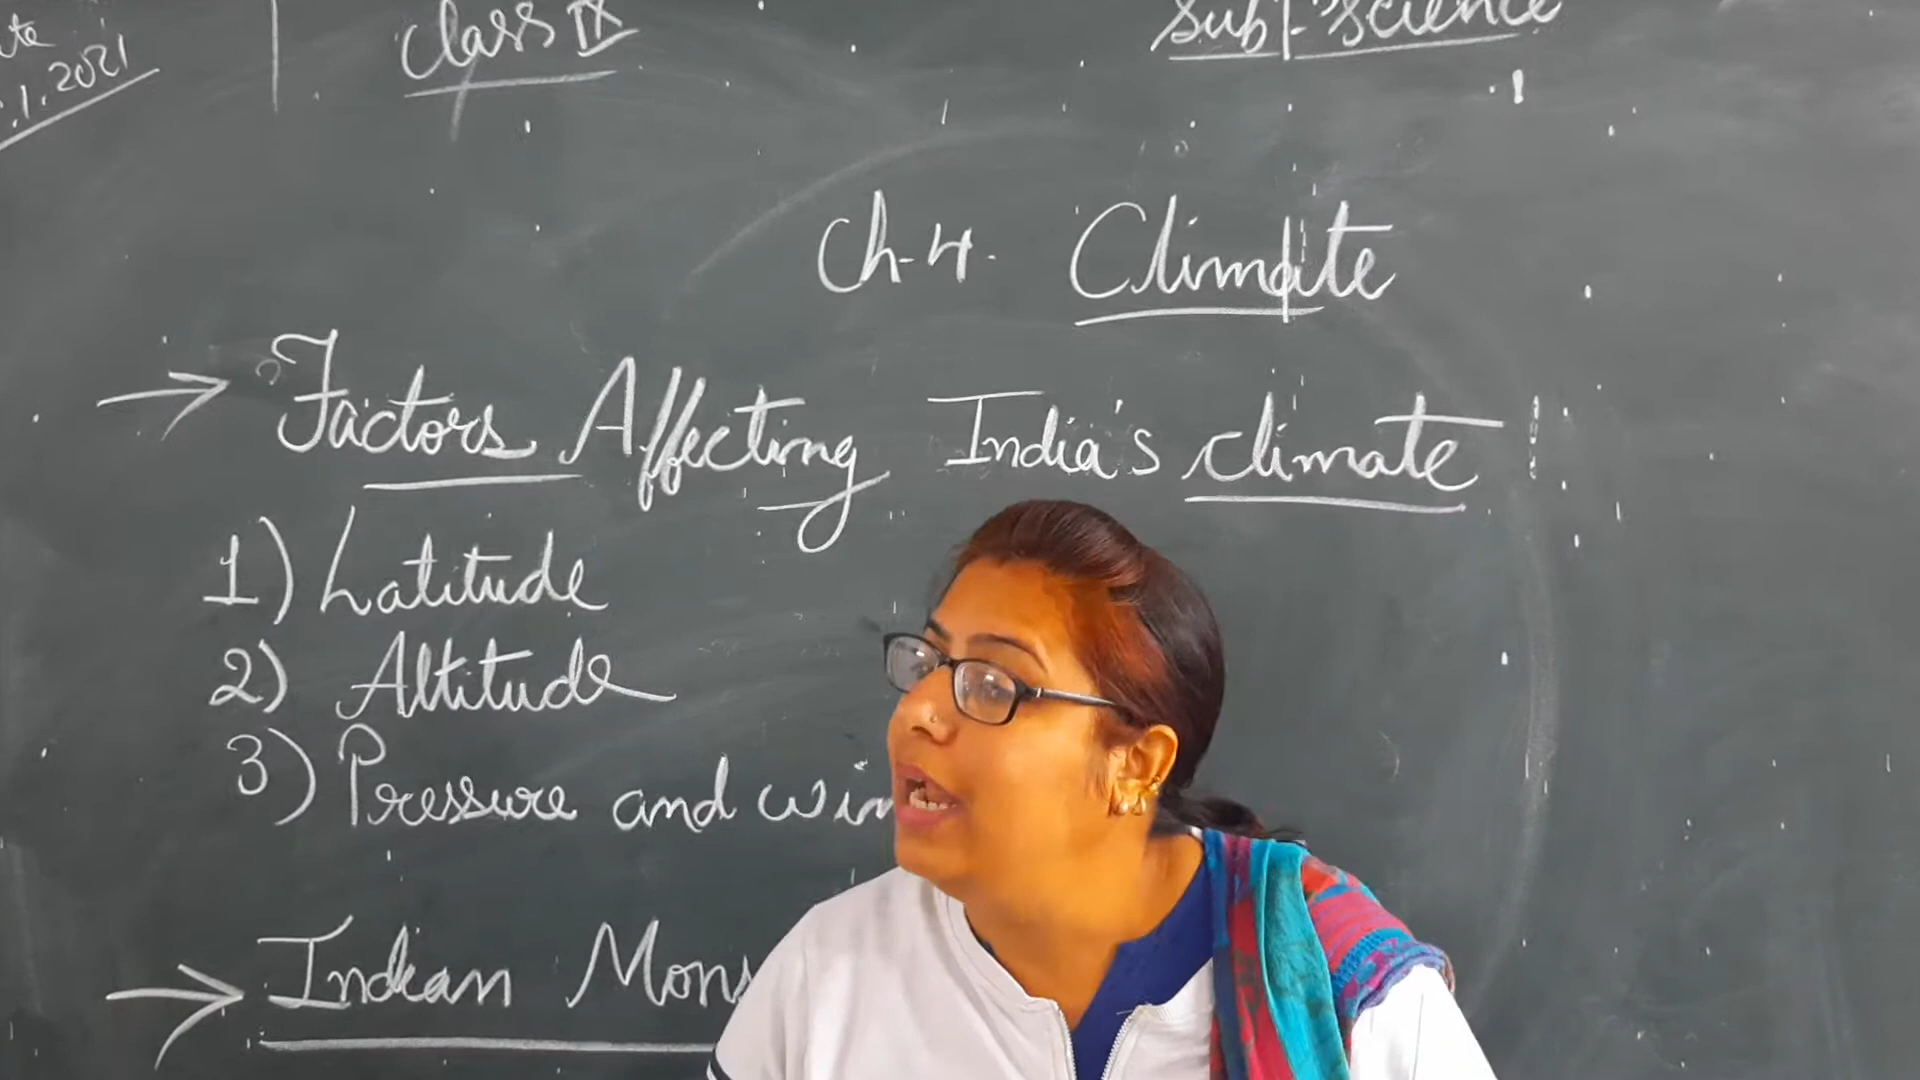 .1.2021
Class IX
Sub:- Science
Ch-4. Climate
→ Factors Affecting India's climate
1) Latitude
2) Altitude
3) Pressure and win
→ Indian Mons